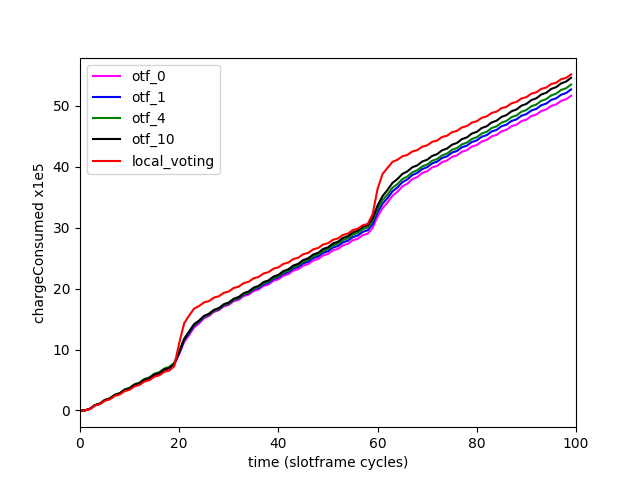 otf_0
otf_1
otf_4
otf_10
local_voting
chargeConsumed x1e5
50
40
30
20
10
0
0 20 40 60 80 100
time (slotframe cycles)